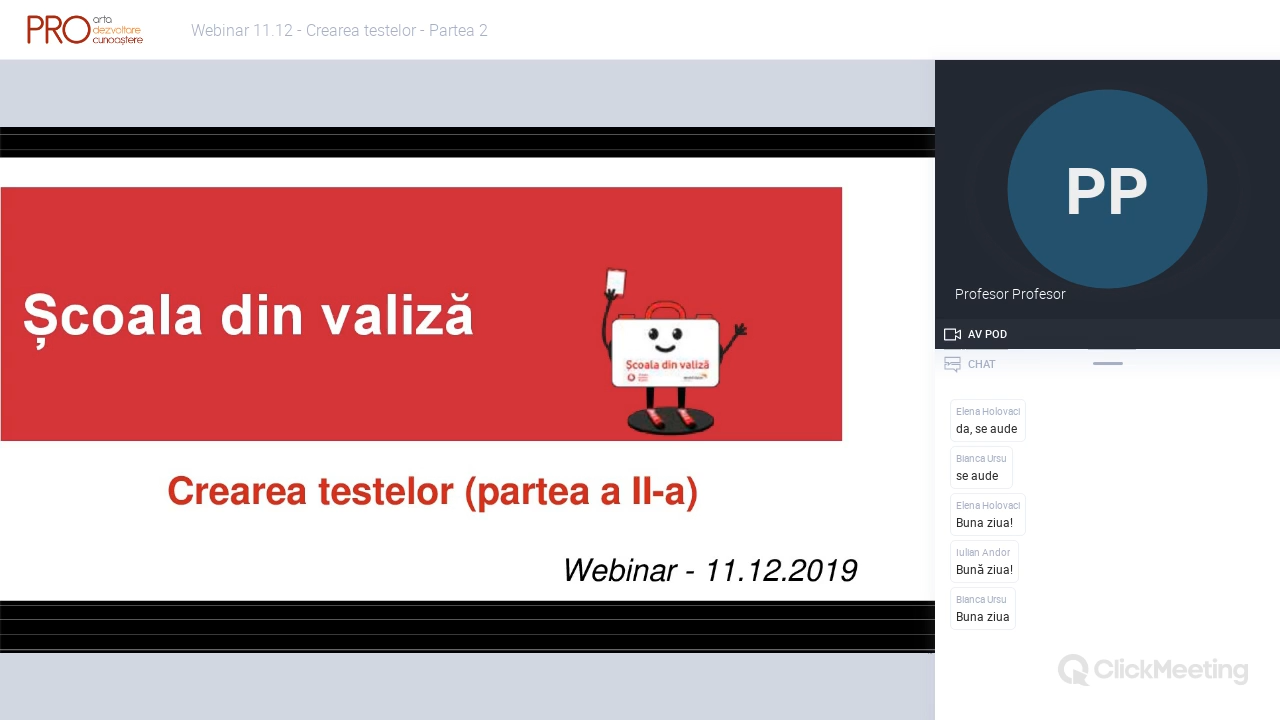 PRO arta
dezvoltare
cunoaștere
Webinar 11.12 - Crearea testelor - Partea 2
Școala din valiză
Școala din valiză
Crearea testelor (partea a II-a)
Webinar - 11.12.2019
PP
Profesor Profesor
AV POD
CHAT
Elena Holovaci
da, se aude
Bianca Ursu
se aude
Elena Holovaci
Buna ziua!
Iulian Andor
Bună ziua!
Bianca Ursu
Buna ziua
ClickMeeting